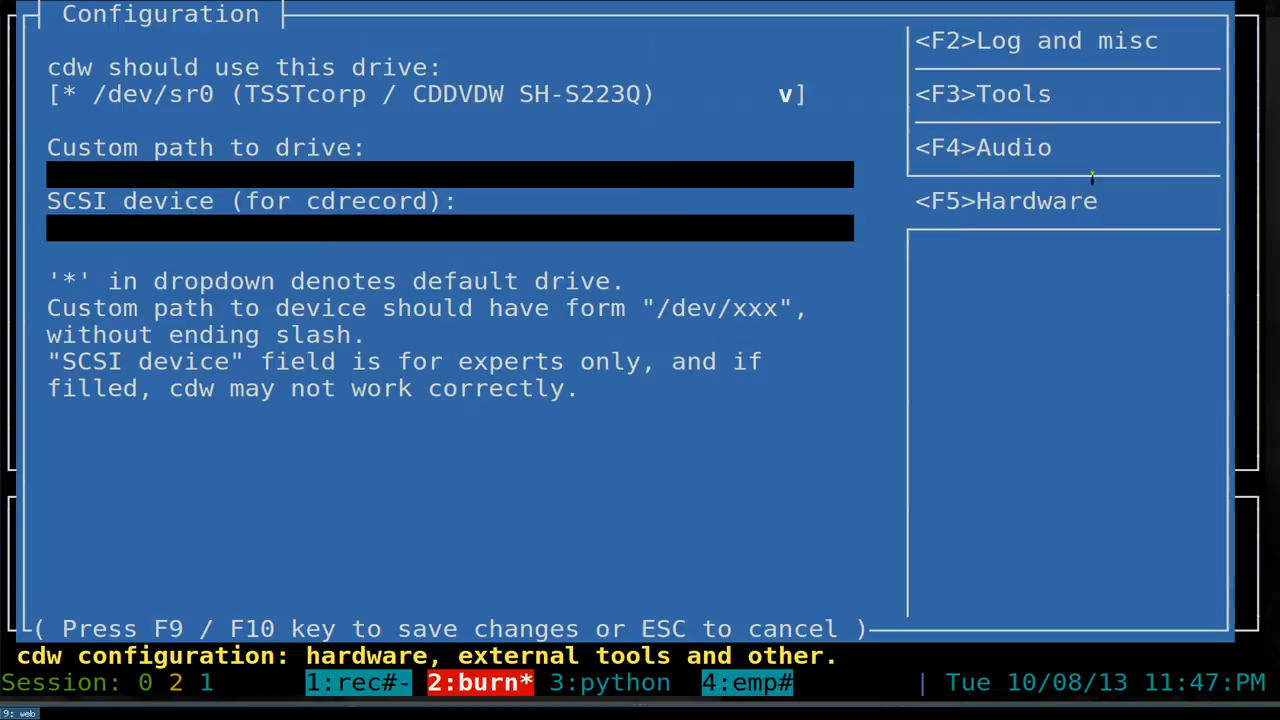 Configuration
cdw should use this drive:
[* /dev/sr0 (TSSTcorp / CDDVDW SH-S223Q) v]
Custom path to drive:
SCSI device (for cdrecord):
'*' in dropdown denotes default drive.
Custom path to device should have form "/dev/xxx",
without ending slash.
"SCSI device" field is for experts only, and if
filled, cdw may not work correctly.
<F2>Log and misc
<F3>Tools
<F4>Audio
<F5>Hardware
( Press F9 / F10 key to save changes or ESC to cancel )
cdw configuration: hardware, external tools and other.
Session: 0 2 1 1:rec#- 2:burn* 3:python 4:emp# | Tue 10/08/13 11:47:PM
9: web